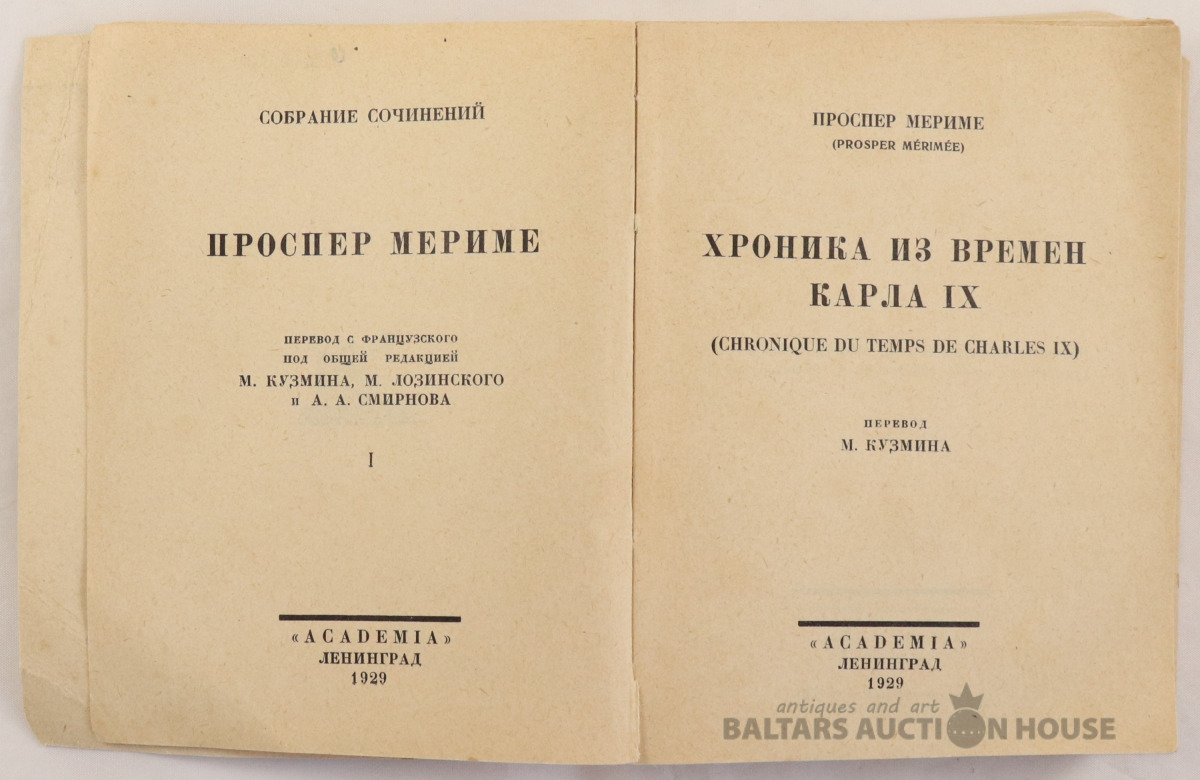 СОБРАНИЕ СОЧИНЕНИЙ
ПРОСПЕР МЕРИМЕ
ПЕРЕВОД С ФРАНЦУЗСКОГО
ПОД ОБЩЕЙ РЕДАКЦИЕЙ
М. КУЗМИНА, М. ЛОЗИНСКОГО
и А. А. СМИРНОВА
I
«ACADEMIA»
ЛЕНИНГРАД
1929
ПРОСПЕР МЕРИМЕ
(PROSPER MÉRIMÉE)
ХРОНИКА ИЗ ВРЕМЕН
КАРЛА IX
(CHRONIQUE DU TEMPS DE CHARLES IX)
ПЕРЕВОД
М. КУЗМИНА
«ACADEMIA»
ЛЕНИНГРАД
1929
antiques and art
BALTARS AUCTION HOUSE